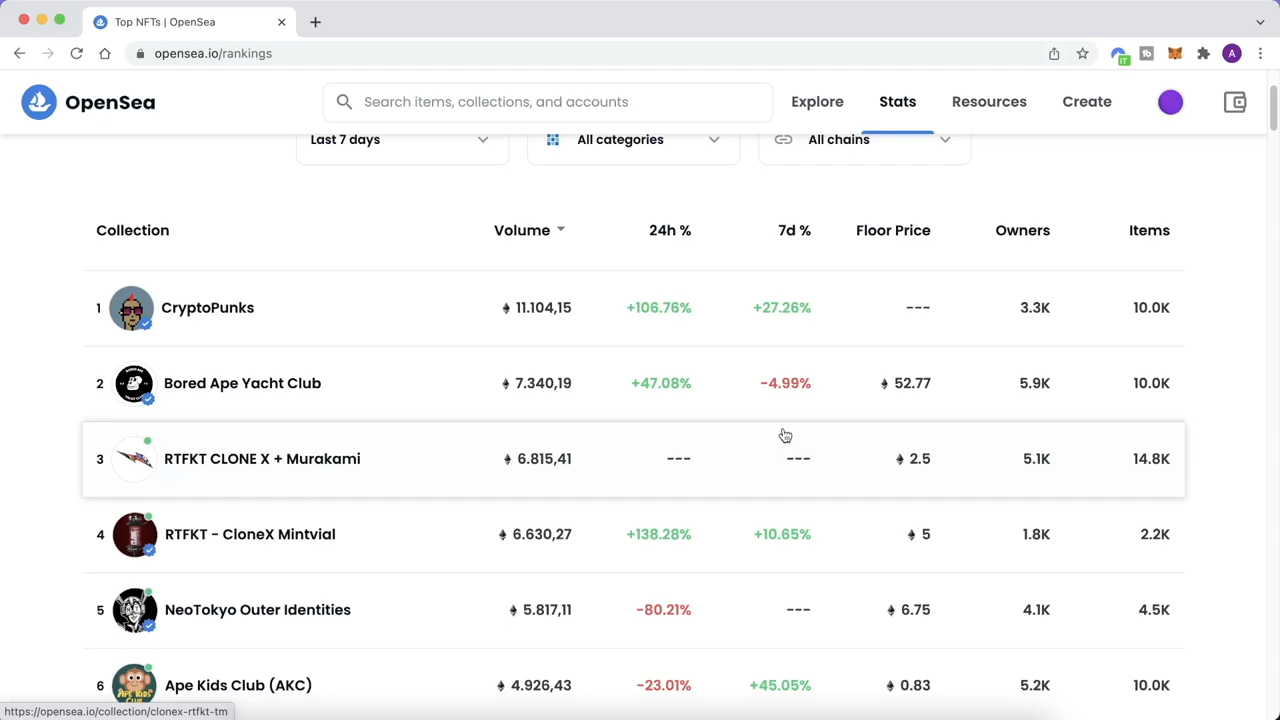 Top NFTs | OpenSea
opensea.io/rankings
IT
A
OpenSea
Search items, collections, and accounts
Explore
Stats
Resources
Create
Last 7 days
All categories
All chains
Collection Volume 24h % 7d % Floor Price Owners Items
1 CryptoPunks 11.104,15 +106.76% +27.26% --- 3.3K 10.0K
2 Bored Ape Yacht Club 7.340,19 +47.08% -4.99% 52.77 5.9K 10.0K
3 RTFKT CLONE X + Murakami 6.815,41 --- --- 2.5 5.1K 14.8K
4 RTFKT - CloneX Mintvial 6.630,27 +138.28% +10.65% 5 1.8K 2.2K
5 NeoTokyo Outer Identities 5.817,11 -80.21% --- 6.75 4.1K 4.5K
6 Ape Kids Club (AKC) 4.926,43 -23.01% +45.05% 0.83 5.2K 10.0K
APE KIDS
https://opensea.io/collection/clonex-rtfkt-tm